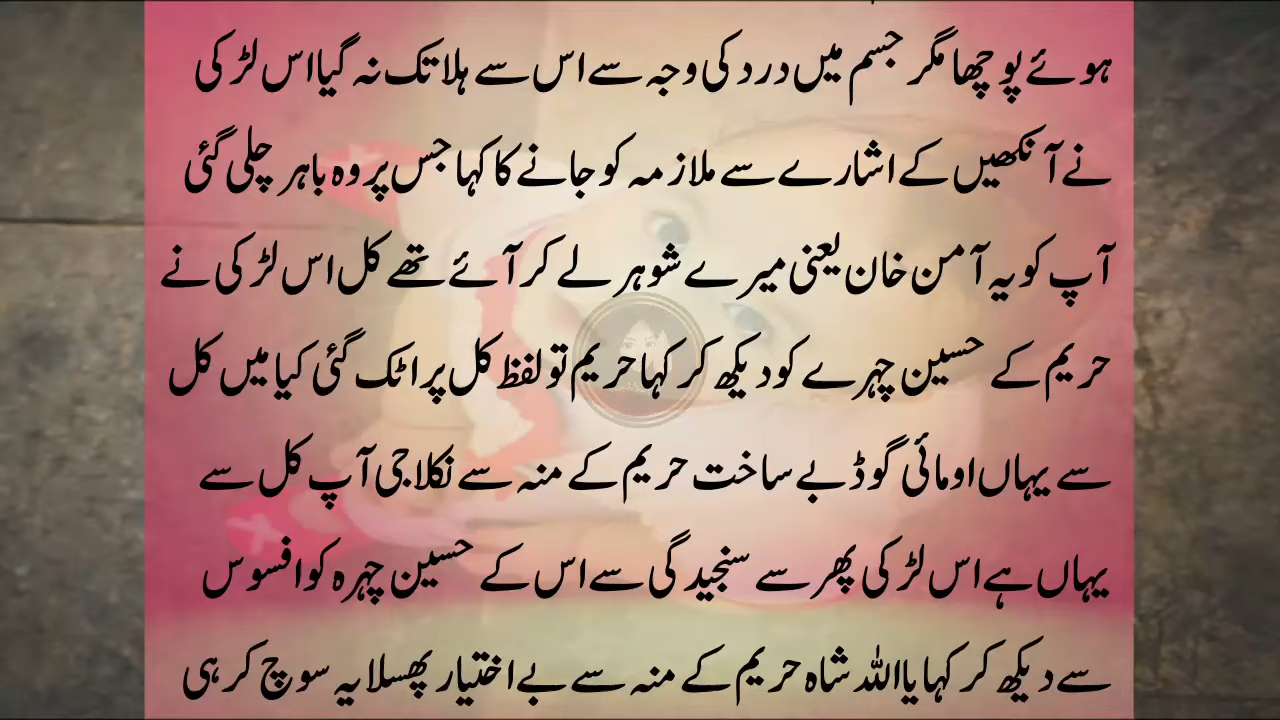 ہوئے پوچھا مگر جسم میں درد کی وجہ سے اس سے ہلا تک نہ گیا اس لڑکی
نے آنکھیں کے اشارے سے ملازمہ کو جانے کا کہا جس پر وہ باہر چلی گئی
آپ کو یہ آمن خان یعنی میرے شوہر لے کر آئے تھے کل اس لڑکی نے
حریم کے حسین چہرے کو دیکھ کر کہا حریم تو لفظ کل پر اٹک گئی کیا میں کل
سے یہاں اومائی گوڈ بے ساخت حریم کے منہ سے نکلا جی آپ کل سے
یہاں ہے اس لڑکی پھر سے سنجیدگی سے اس کے حسین چہرہ کو افسوس
سے دیکھ کر کہا یا اللہ شاہ حریم کے منہ سے بے اختیار پھسلا یہ سوچ کر ہی